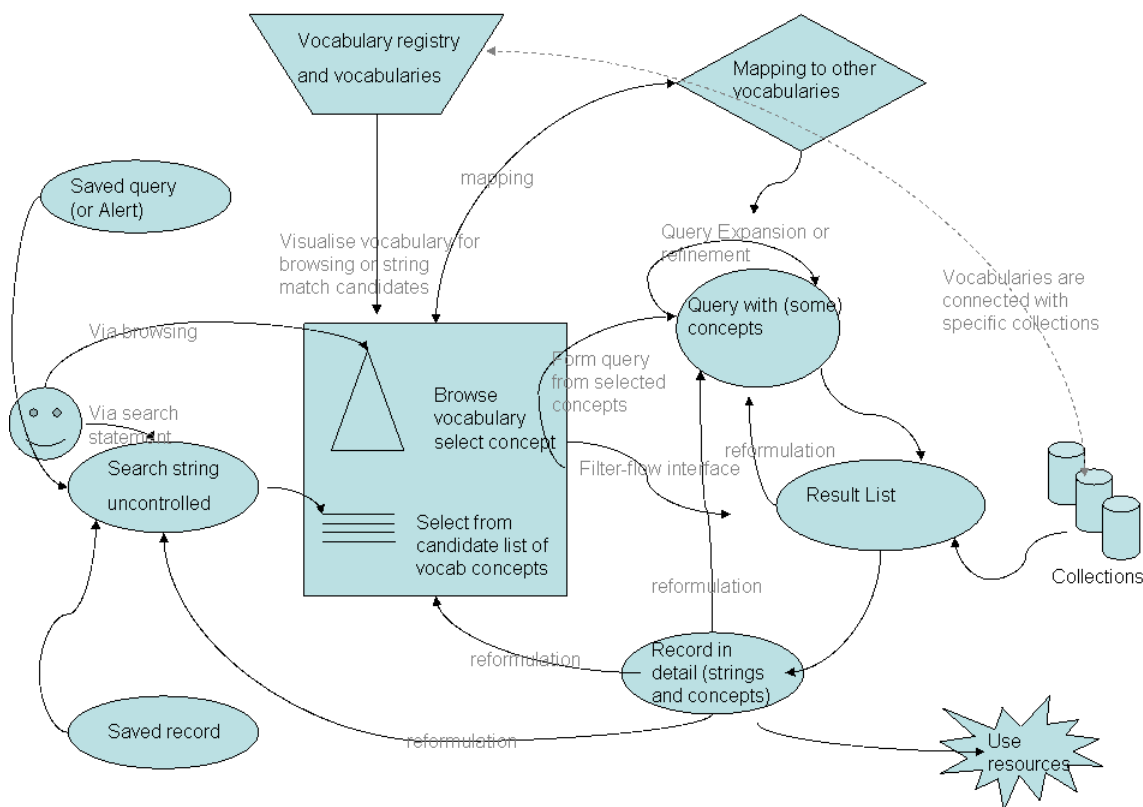 Vocabulary registry
and vocabularies
Mapping to other
vocabularies
Saved query
(or Alert)
mapping
Visualise vocabulary for
browsing or string
match candidates
Query Expansion or
refinement
Vocabularies are
connected with
specific collections
Query with (some)
concepts
Via browsing
Form query
from selected
concepts
Browse
vocabulary
select concept
Via search
statement
reformulation
Filter-flow interface
Search string
uncontrolled
Result List
Select from
candidate list of
vocab concepts
Collections
reformulation
reformulation
Record in
detail (strings
and concepts)
Saved record
reformulation
Use
resources